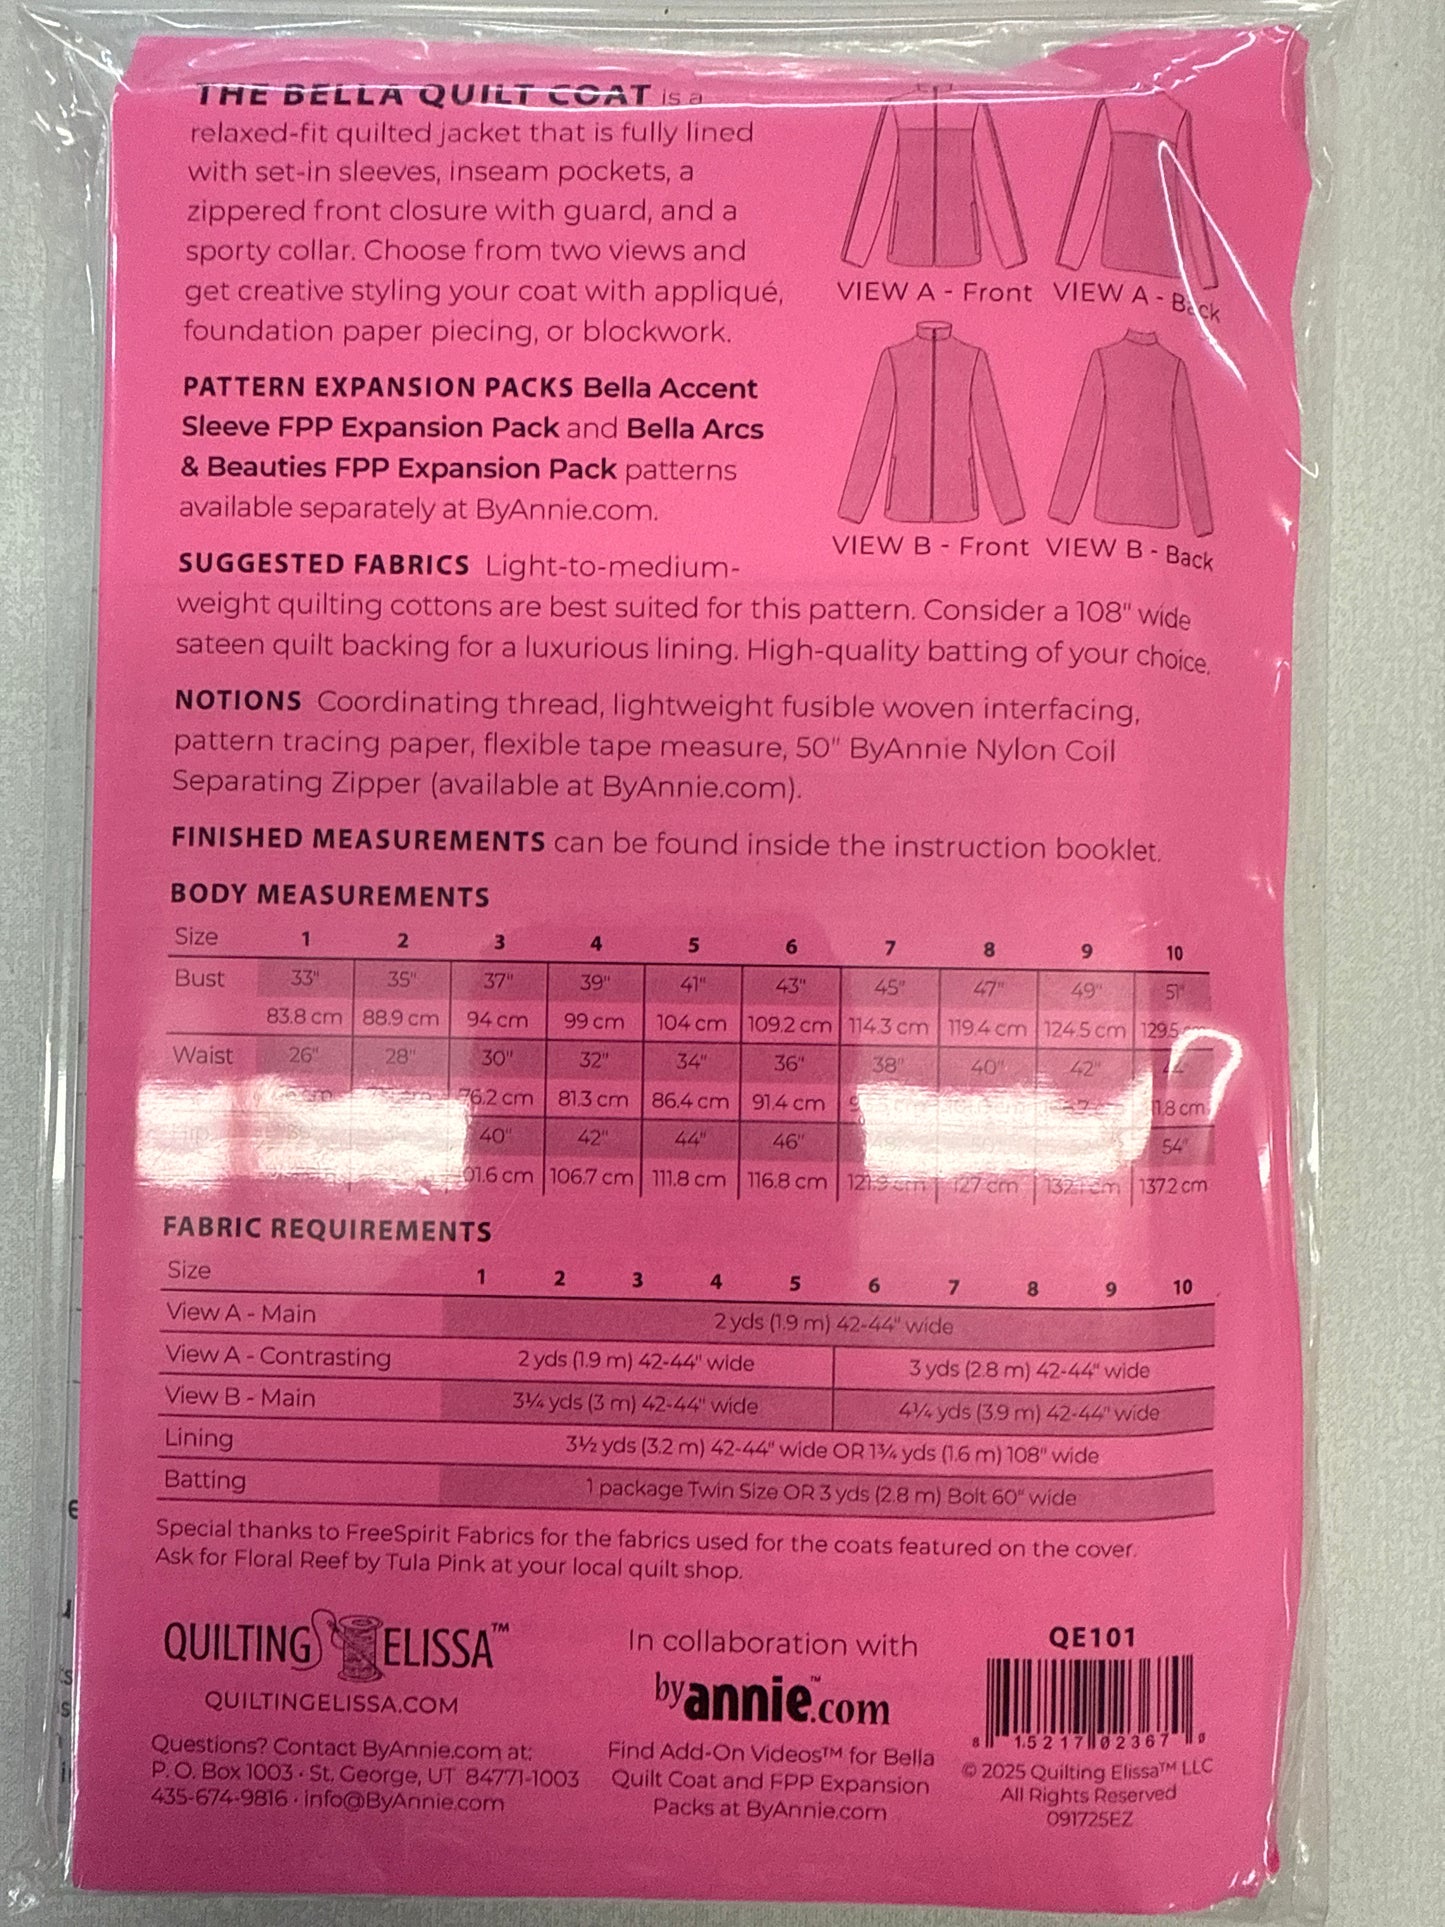 THE BELLA QUILT COAT is a
relaxed-fit quilted jacket that is fully lined
with set-in sleeves, inseam pockets, a
zippered front closure with guard, and a
sporty collar. Choose from two views and
get creative styling your coat with appliqué,
foundation paper piecing, or blockwork.
VIEW A - Front VIEW A - Back
VIEW B - Front VIEW B - Back
PATTERN EXPANSION PACKS Bella Accent
Sleeve FPP Expansion Pack and Bella Arcs
& Beauties FPP Expansion Pack patterns
available separately at ByAnnie.com.
SUGGESTED FABRICS Light-to-medium-
weight quilting cottons are best suited for this pattern. Consider a 108" wide
sateen quilt backing for a luxurious lining. High-quality batting of your choice.
NOTIONS Coordinating thread, lightweight fusible woven interfacing,
pattern tracing paper, flexible tape measure, 50" ByAnnie Nylon Coil
Separating Zipper (available at ByAnnie.com).
FINISHED MEASUREMENTS can be found inside the instruction booklet.
BODY MEASUREMENTS
Size 1 2 3 4 5 6 7 8 9 10
Bust 33" 35" 37" 39" 41" 43" 45" 47" 49" 51"
83.8 cm 88.9 cm 94 cm 99 cm 104 cm 109.2 cm 114.3 cm 119.4 cm 124.5 cm 129.5 cm
Waist 26" 28" 30" 32" 34" 36" 38" 40" 42" 44"
76.2 cm 81.3 cm 86.4 cm 91.4 cm
Hip 40" 42" 44" 46" 54"
101.6 cm 106.7 cm 111.8 cm 116.8 cm 121.9 cm 127 cm 132.1 cm 137.2 cm
FABRIC REQUIREMENTS
Size 1 2 3 4 5 6 7 8 9 10
View A - Main 2 yds (1.9 m) 42-44" wide
View A - Contrasting 2 yds (1.9 m) 42-44" wide 3 yds (2.8 m) 42-44" wide
View B - Main 3¼ yds (3 m) 42-44" wide 4¼ yds (3.9 m) 42-44" wide
Lining 3½ yds (3.2 m) 42-44" wide OR 1¾ yds (1.6 m) 108" wide
Batting 1 package Twin Size OR 3 yds (2.8 m) Bolt 60" wide
Special thanks to FreeSpirit Fabrics for the fabrics used for the coats featured on the cover.
Ask for Floral Reef by Tula Pink at your local quilt shop.
QUILTING ELISSA™
QUILTINGELISSA.COM
Questions? Contact ByAnnie.com at:
P. O. Box 1003 · St. George, UT 84771-1003
435-674-9816 · info@ByAnnie.com
In collaboration with
byannie™.com
Find Add-On Videos™ for Bella
Quilt Coat and FPP Expansion
Packs at ByAnnie.com
QE101
8 15217 02367 0
© 2025 Quilting Elissa™ LLC
All Rights Reserved
091725EZ